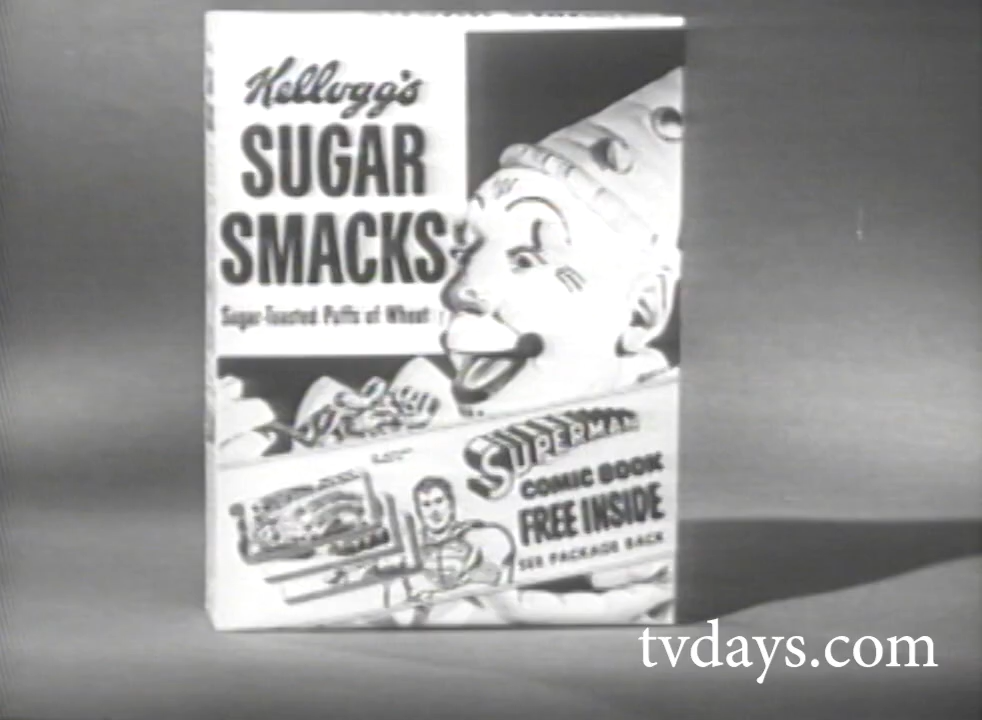 Kellogg's
SUGAR
SMACKS
Sugar-Toasted Puffs of Wheat
SUPERMAN
COMIC BOOK
FREE INSIDE
SEE PACKAGE BACK
tvdays.com